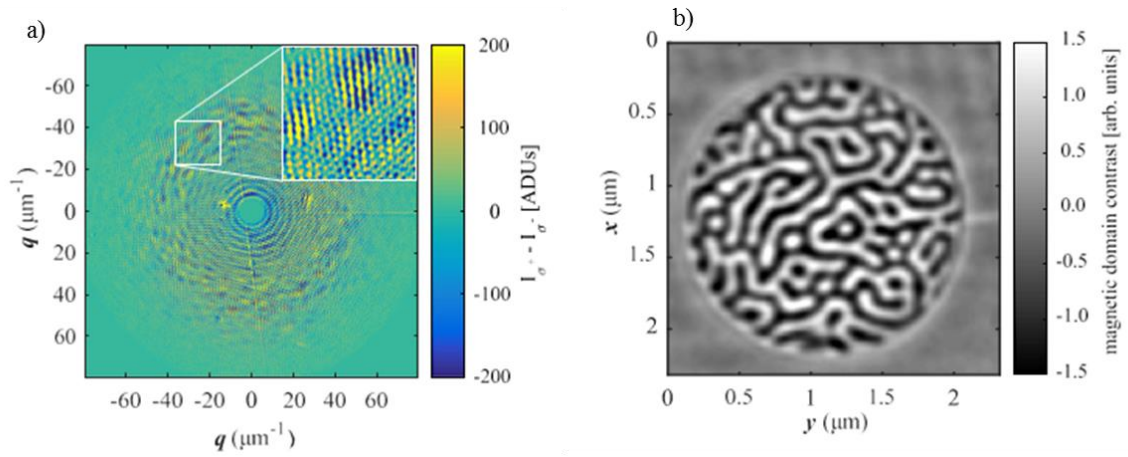 a)
-60
-40
-20
0
20
40
60
q (μm⁻¹)
-60 -40 -20 0 20 40 60
q (μm⁻¹)
200
100
0
-100
-200
I σ+ - I σ- [ADUs]
b)
0
0.5
1
1.5
2
x (μm)
0 0.5 1 1.5 2
y (μm)
1.5
1.0
0.5
0.0
-0.5
-1.0
-1.5
magnetic domain contrast [arb. units]